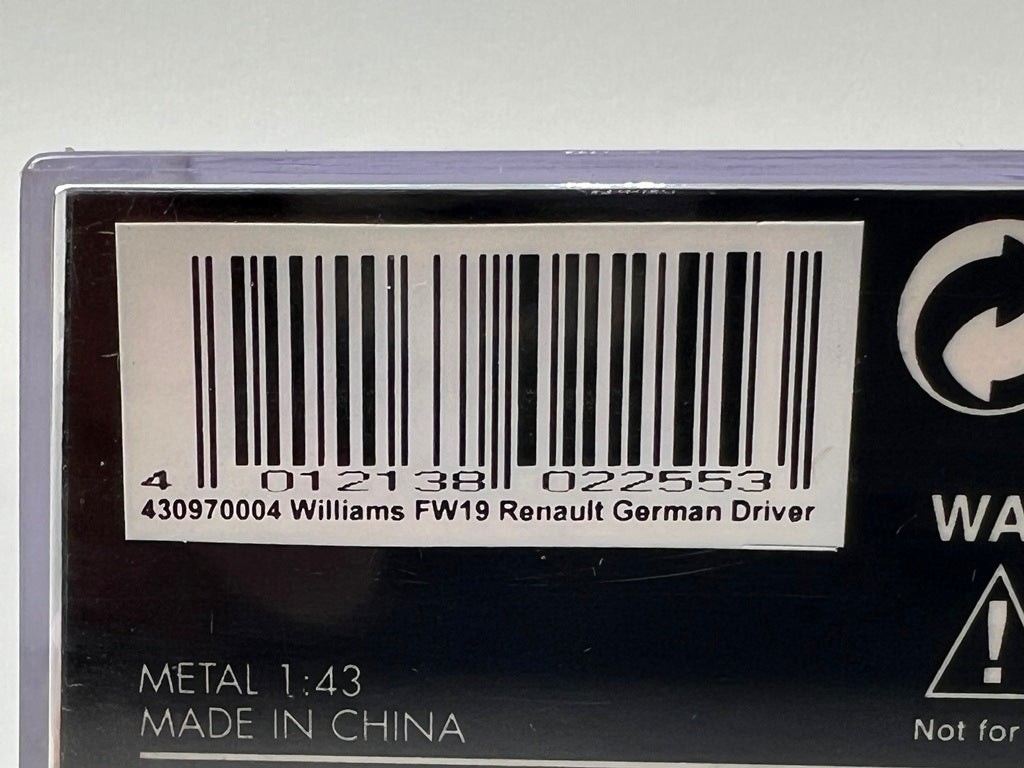 4 012138 022553
430970004 Williams FW19 Renault German Driver
WA
METAL 1:43
MADE IN CHINA
Not for